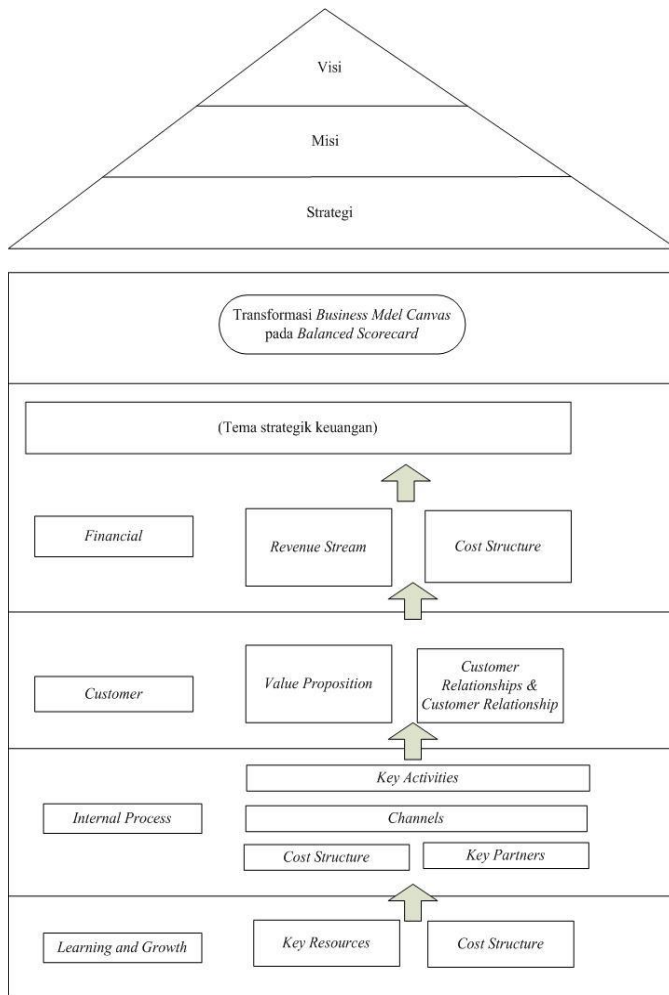 Visi
Misi
Strategi
Transformasi Business Mdel Canvas
pada Balanced Scorecard
(Tema strategik keuangan)
Financial
Revenue Stream
Cost Structure
Customer
Value Proposition
Customer
Relationships &
Customer Relationship
Internal Process
Key Activities
Channels
Cost Structure
Key Partners
Learning and Growth
Key Resources
Cost Structure